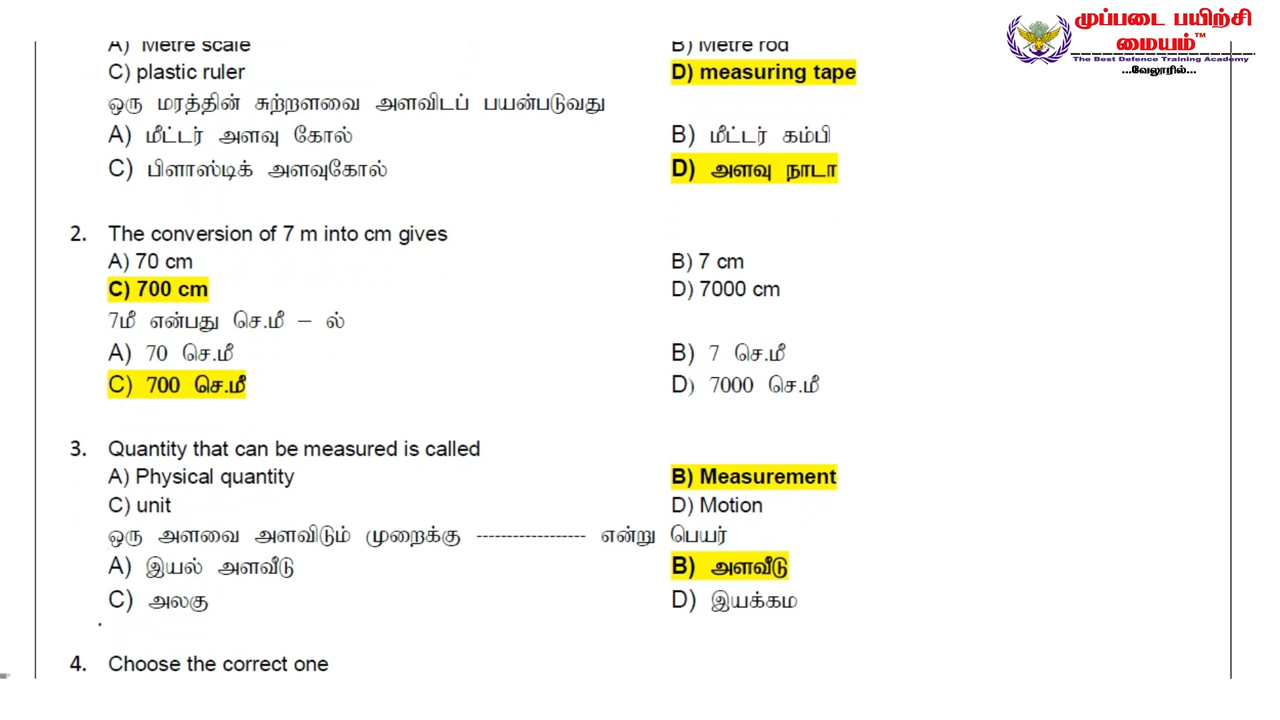 முப்படை பயிற்சி
மையம்™
The Best Defence Training Academy
...வேலூரில்...
A) Metre scale B) Metre rod
C) plastic ruler D) measuring tape
ஒரு மரத்தின் சுற்றளவை அளவிடப் பயன்படுவது
A) மீட்டர் அளவு கோல் B) மீட்டர் கம்பி
C) பிளாஸ்டிக் அளவுகோல் D) அளவு நாடா
2. The conversion of 7 m into cm gives
A) 70 cm B) 7 cm
C) 700 cm D) 7000 cm
7மீ என்பது செ.மீ – ல்
A) 70 செ.மீ B) 7 செ.மீ
C) 700 செ.மீ D) 7000 செ.மீ
3. Quantity that can be measured is called
A) Physical quantity B) Measurement
C) unit D) Motion
ஒரு அளவை அளவிடும் முறைக்கு ------------------ என்று பெயர்
A) இயல் அளவீடு B) அளவீடு
C) அலகு D) இயக்கம
4. Choose the correct one